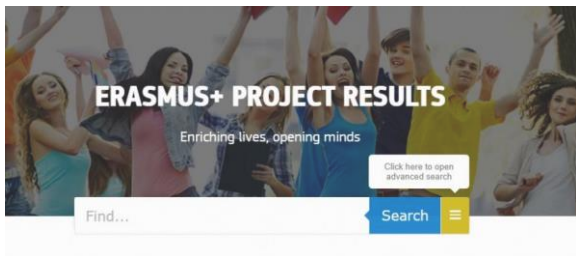 ERASMUS+ PROJECT RESULTS
Enriching lives, opening minds
Click here to open
advanced search
Find...
Search